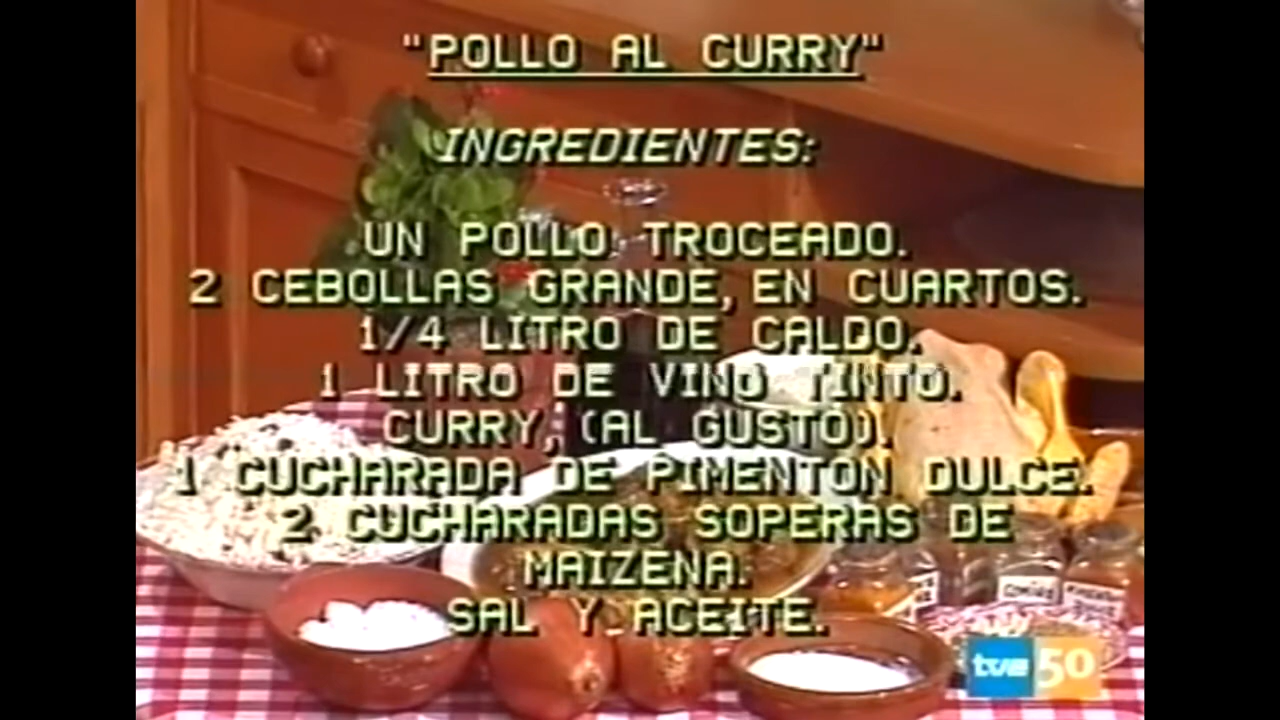 "POLLO AL CURRY"
INGREDIENTES:
UN POLLO TROCEADO.
2 CEBOLLAS GRANDE, EN CUARTOS.
1/4 LITRO DE CALDO.
1 LITRO DE VINO TINTO.
CURRY, (AL GUSTO).
1 CUCHARADA DE PIMENTON DULCE.
2 CUCHARADAS SOPERAS DE
MAIZENA.
SAL Y ACEITE.
tve 50